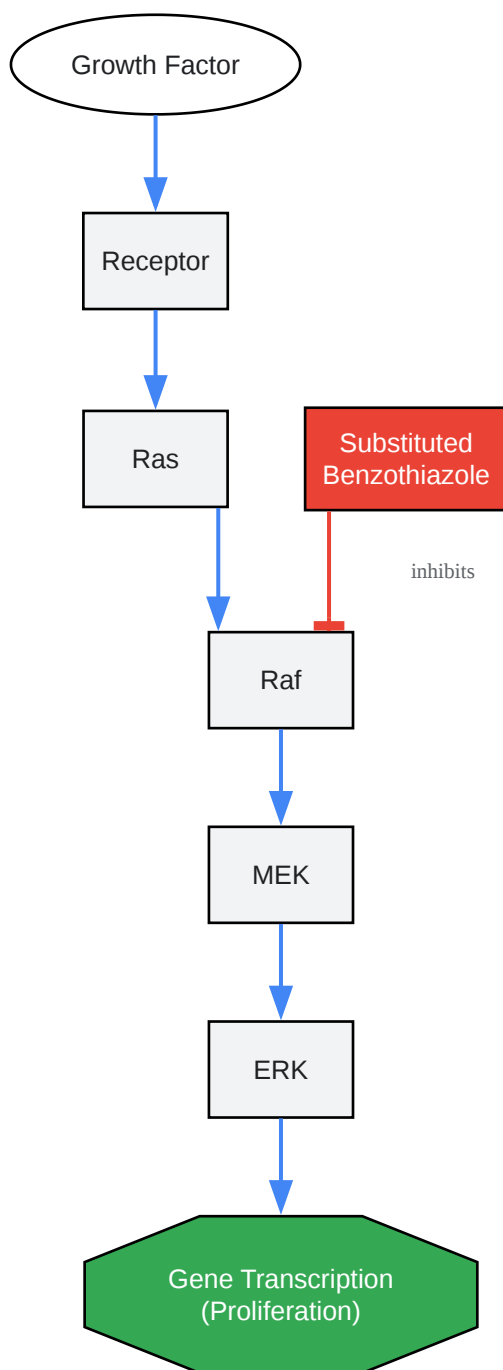 Growth Factor
Receptor
Ras
Substituted
Benzothiazole
inhibits
Raf
MEK
ERK
Gene Transcription
(Proliferation)